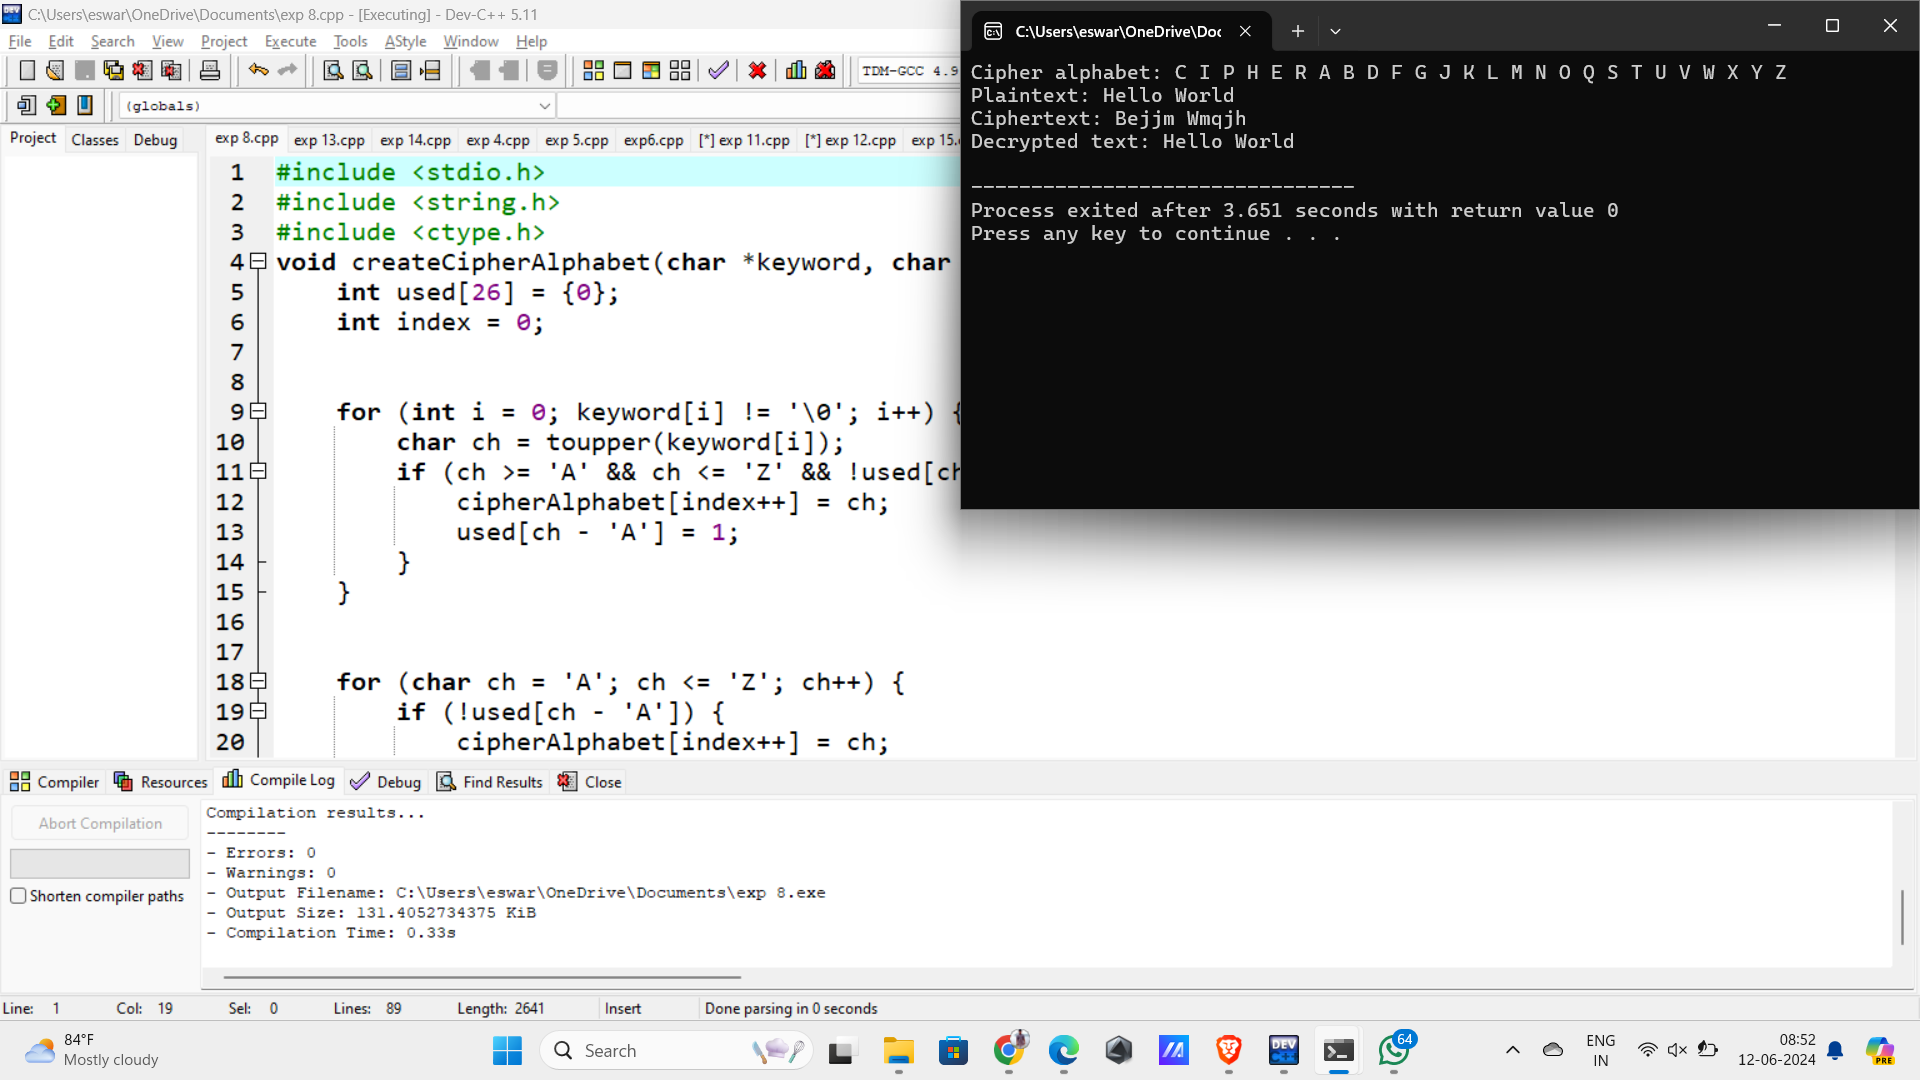 C:\Users\eswar\OneDrive\Documents\exp 8.cpp - [Executing] - Dev-C++ 5.11
File Edit Search View Project Execute Tools AStyle Window Help
TDM-GCC 4.9
(globals)
Project Classes Debug
exp 8.cpp exp 13.cpp exp 14.cpp exp 4.cpp exp 5.cpp exp6.cpp [*] exp 11.cpp [*] exp 12.cpp exp 15.
1 #include <stdio.h>
2 #include <string.h>
3 #include <ctype.h>
4 void createCipherAlphabet(char *keyword, char
5 int used[26] = {0};
6 int index = 0;
7
8
9 for (int i = 0; keyword[i] != '\0'; i++) {
10 char ch = toupper(keyword[i]);
11 if (ch >= 'A' && ch <= 'Z' && !used[ch
12 cipherAlphabet[index++] = ch;
13 used[ch - 'A'] = 1;
14 }
15 }
16
17
18 for (char ch = 'A'; ch <= 'Z'; ch++) {
19 if (!used[ch - 'A']) {
20 cipherAlphabet[index++] = ch;
C:\Users\eswar\OneDrive\Doc
Cipher alphabet: C I P H E R A B D F G J K L M N O Q S T U V W X Y Z
Plaintext: Hello World
Ciphertext: Bejjm Wmqjh
Decrypted text: Hello World
--------------------------------
Process exited after 3.651 seconds with return value 0
Press any key to continue . . .
Compiler Resources Compile Log Debug Find Results Close
Abort Compilation
Shorten compiler paths
Compilation results...
--------
- Errors: 0
- Warnings: 0
- Output Filename: C:\Users\eswar\OneDrive\Documents\exp 8.exe
- Output Size: 131.4052734375 KiB
- Compilation Time: 0.33s
Line: 1 Col: 19 Sel: 0 Lines: 89 Length: 2641 Insert Done parsing in 0 seconds
84°F
Mostly cloudy
Search
DEV
64
ENG
IN
08:52
12-06-2024
PRE